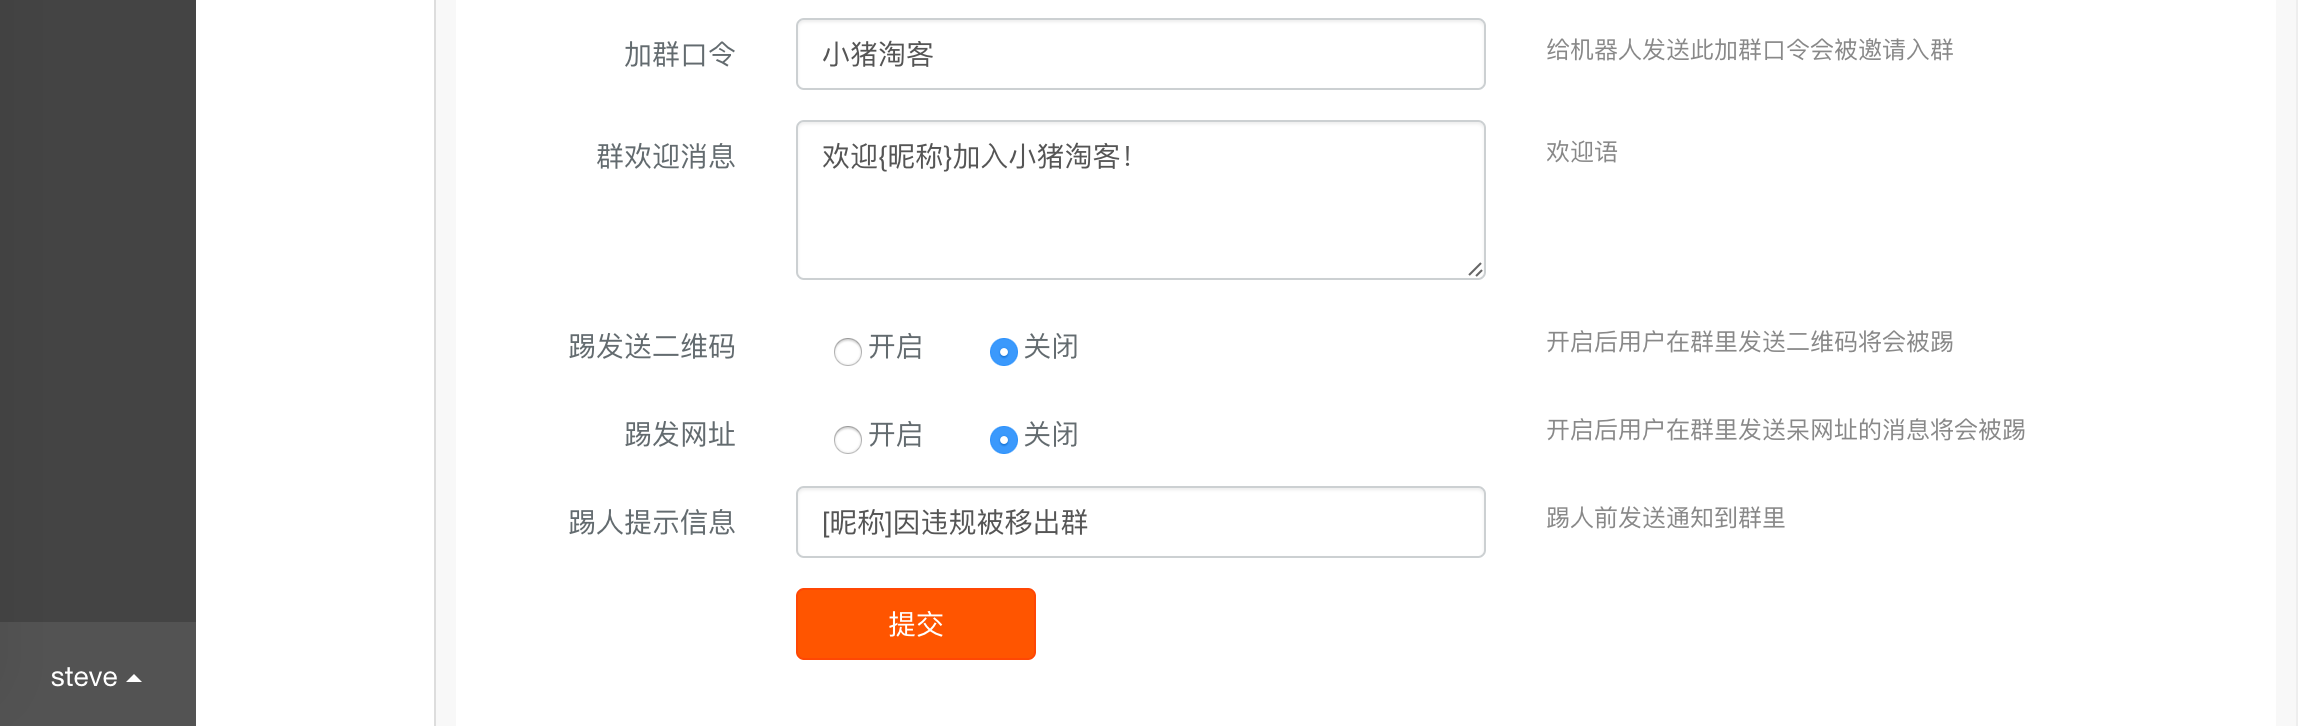 加群口令 小猪淘客 给机器人发送此加群口令会被邀请入群
群欢迎消息 欢迎{昵称}加入小猪淘客! 欢迎语
踢发送二维码 开启 关闭 开启后用户在群里发送二维码将会被踢
踢发网址 开启 关闭 开启后用户在群里发送呆网址的消息将会被踢
踢人提示信息 [昵称]因违规被移出群 踢人前发送通知到群里
提交
steve